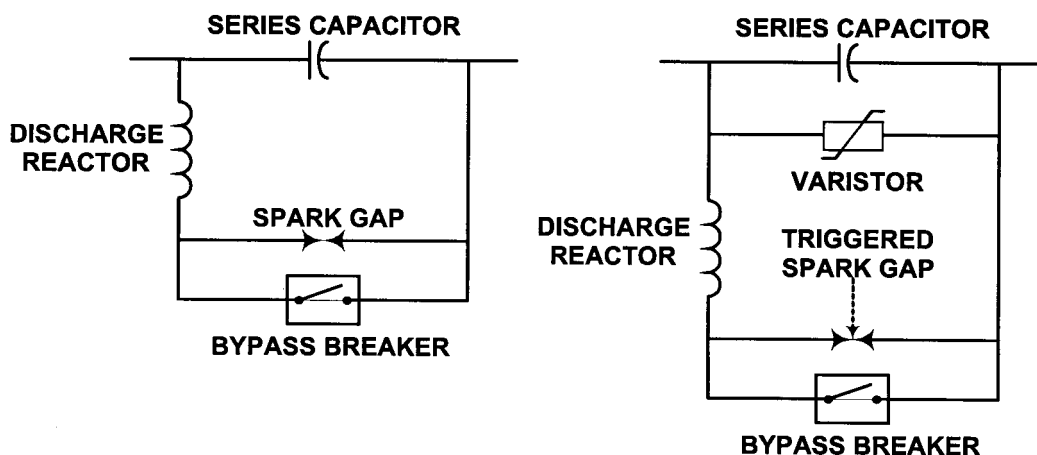 SERIES CAPACITOR
DISCHARGE
REACTOR
SPARK GAP
BYPASS BREAKER
SERIES CAPACITOR
VARISTOR
DISCHARGE
REACTOR
TRIGGERED
SPARK GAP
BYPASS BREAKER